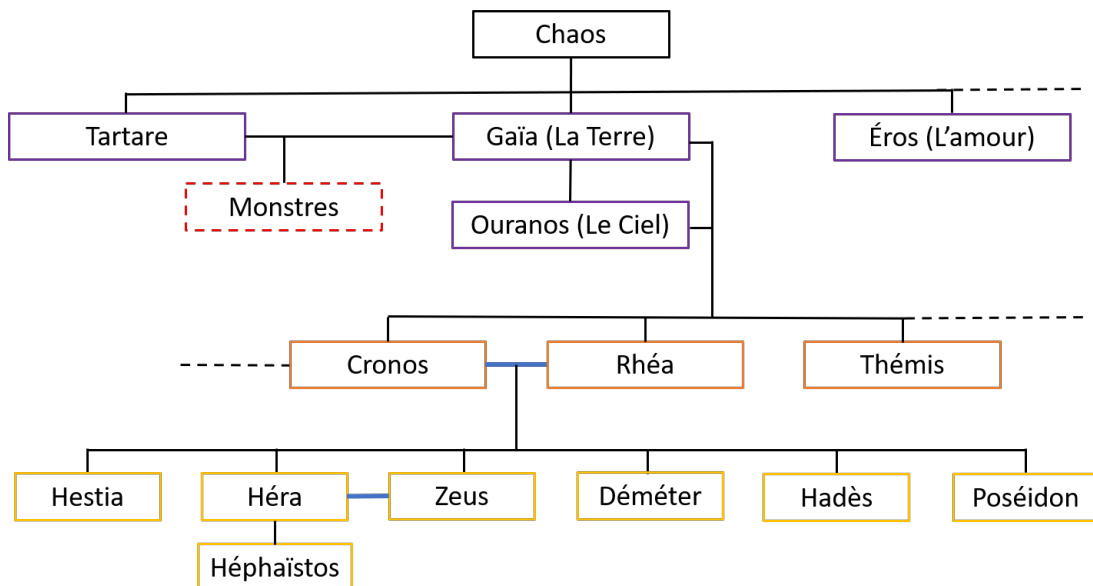 Chaos
Tartare
Gaïa (La Terre)
Éros (L'amour)
Monstres
Ouranos (Le Ciel)
Cronos
Rhéa
Thémis
Hestia
Héra
Zeus
Déméter
Hadès
Poséidon
Héphaïstos